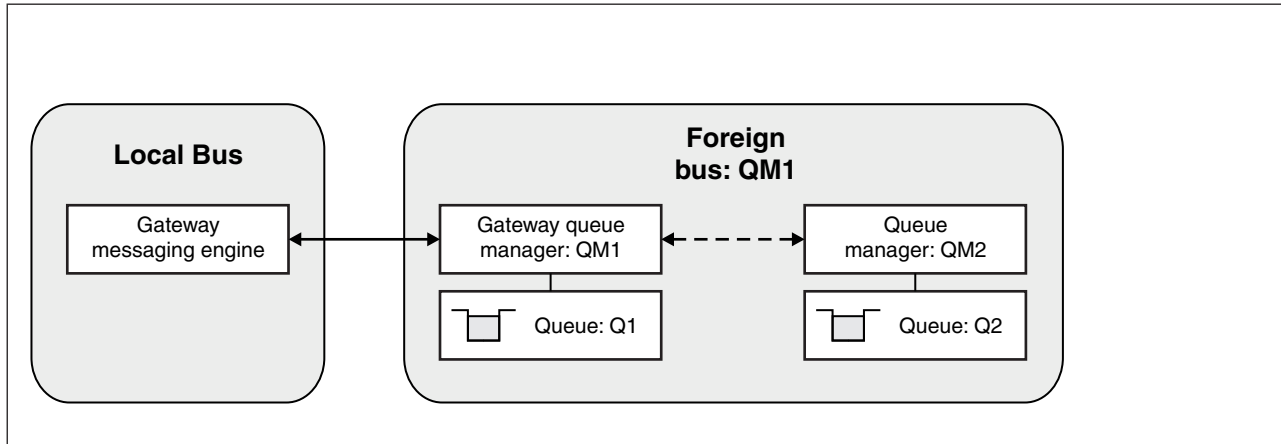 Local Bus
Gateway
messaging engine
Foreign
bus: QM1
Gateway queue
manager: QM1
Queue: Q1
Queue
manager: QM2
Queue: Q2